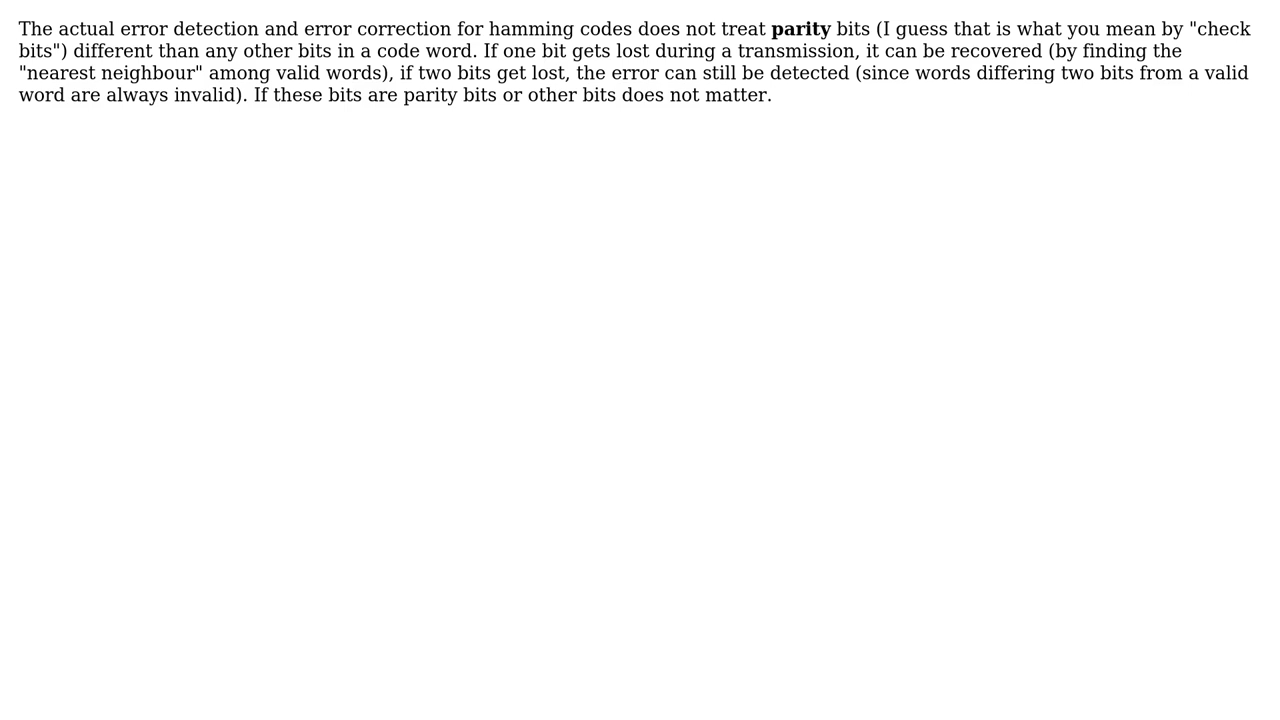 The actual error detection and error correction for hamming codes does not treat parity bits (I guess that is what you mean by "check
bits") different than any other bits in a code word. If one bit gets lost during a transmission, it can be recovered (by finding the
"nearest neighbour" among valid words), if two bits get lost, the error can still be detected (since words differing two bits from a valid
word are always invalid). If these bits are parity bits or other bits does not matter.